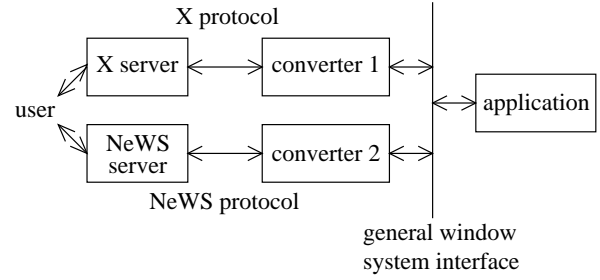 X protocol
X server
converter 1
user
application
NeWS
server
converter 2
NeWS protocol
general window
system interface